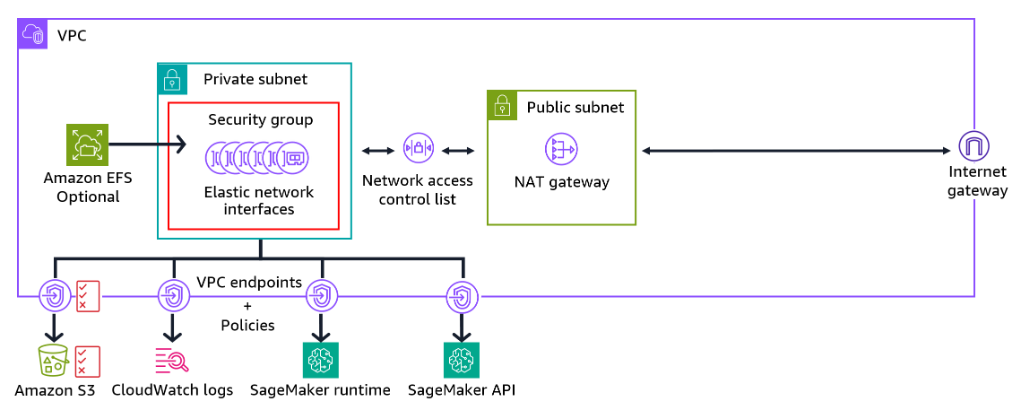 VPC
Private subnet
Security group
Elastic network
interfaces
Amazon EFS
Optional
Network access
control list
Public subnet
NAT gateway
Internet
gateway
VPC endpoints
+
Policies
Amazon S3
CloudWatch logs
SageMaker runtime
SageMaker API